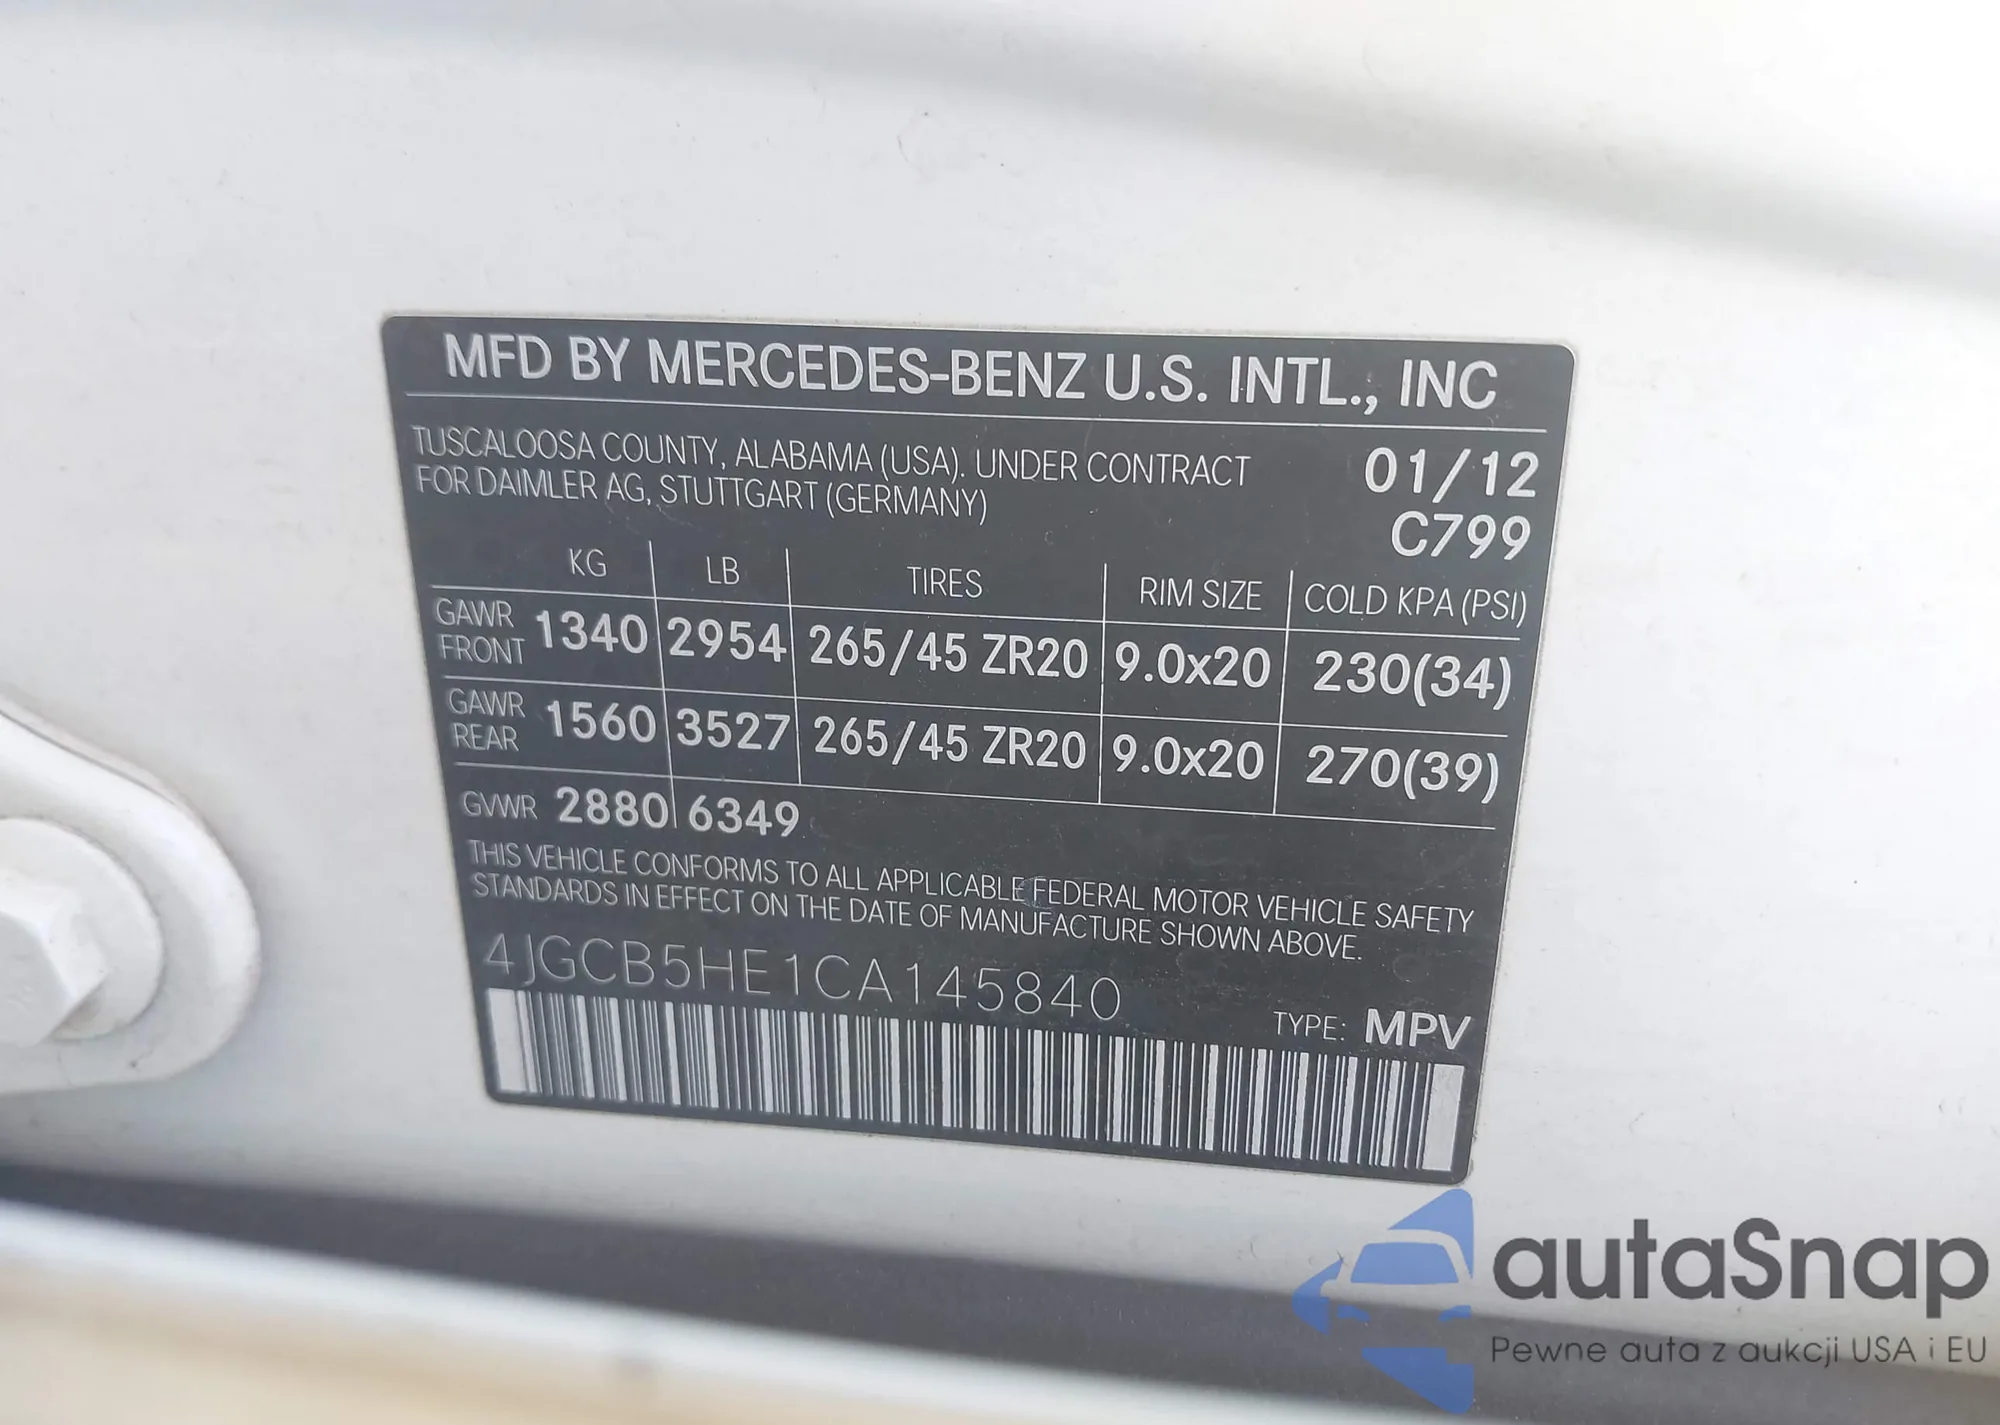 MFD BY MERCEDES-BENZ U.S. INTL., INC
TUSCALOOSA COUNTY, ALABAMA (USA). UNDER CONTRACT
FOR DAIMLER AG, STUTTGART (GERMANY)
01/12
C799
KG LB TIRES RIM SIZE COLD KPA (PSI)
GAWR FRONT 1340 2954 265/45 ZR20 9.0x20 230(34)
GAWR REAR 1560 3527 265/45 ZR20 9.0x20 270(39)
GVWR 2880 6349
THIS VEHICLE CONFORMS TO ALL APPLICABLE FEDERAL MOTOR VEHICLE SAFETY
STANDARDS IN EFFECT ON THE DATE OF MANUFACTURE SHOWN ABOVE.
4JGCB5HE1CA145840
TYPE: MPV
autaSnap
Pewne auta z aukcji USA i EU